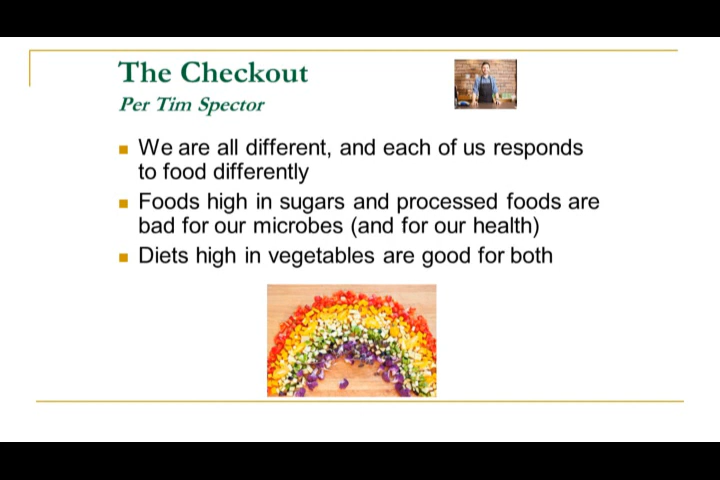 The Checkout
Per Tim Spector
We are all different, and each of us responds
to food differently
Foods high in sugars and processed foods are
bad for our microbes (and for our health)
Diets high in vegetables are good for both